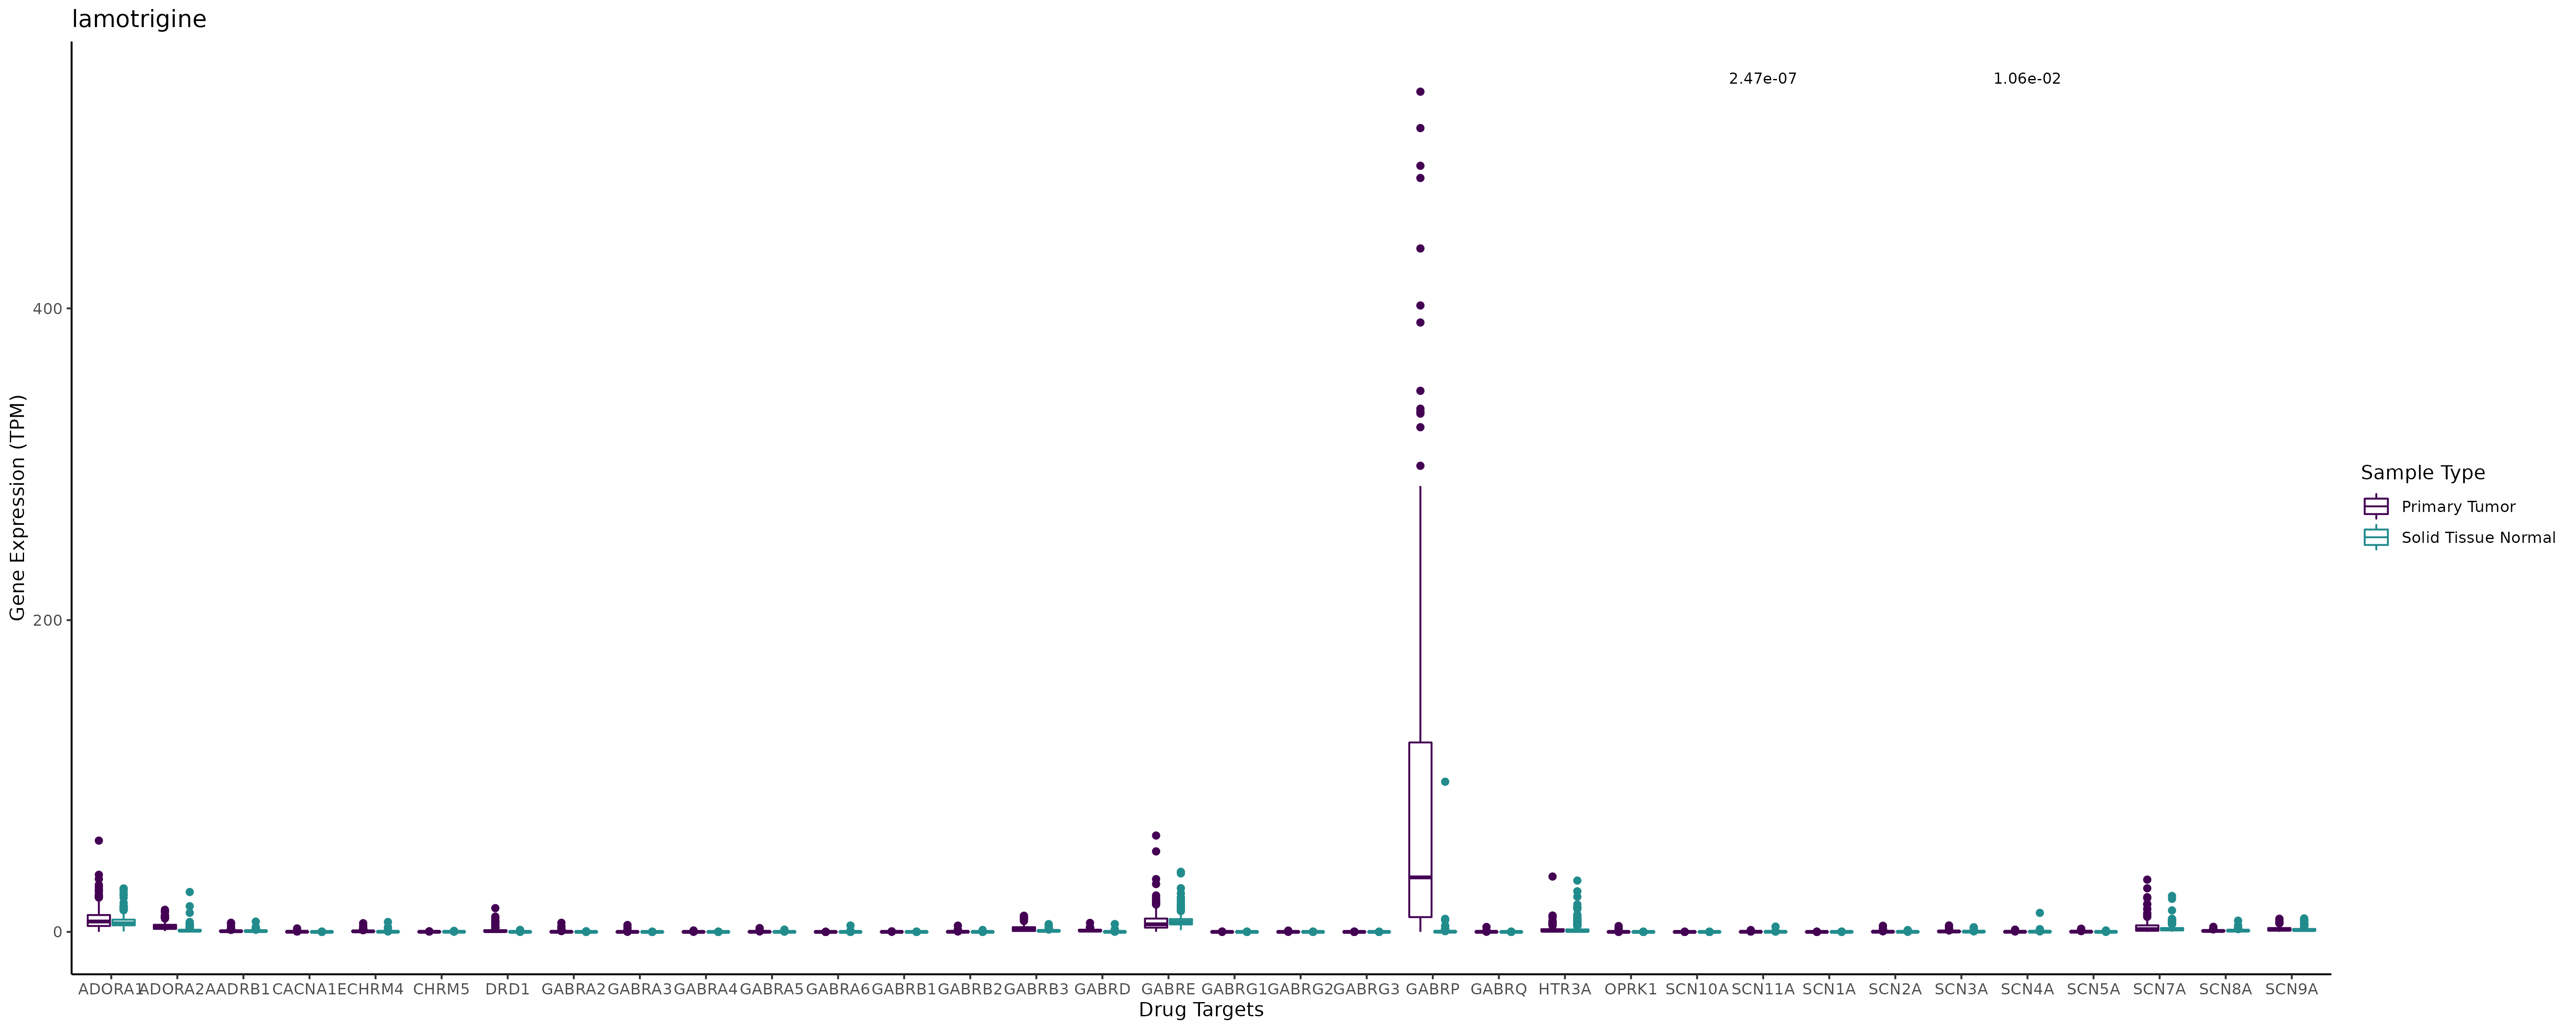 lamotrigine
2.47e-07 1.06e-02
400
200
0
Gene Expression (TPM)
ADORA1 ADORA2A ADRB1 CACNA1E CHRM4 CHRM5 DRD1 GABRA2 GABRA3 GABRA4 GABRA5 GABRA6 GABRB1 GABRB2 GABRB3 GABRD GABRE GABRG1 GABRG2 GABRG3 GABRP GABRQ HTR3A OPRK1 SCN10A SCN11A SCN1A SCN2A SCN3A SCN4A SCN5A SCN7A SCN8A SCN9A
Drug Targets
Sample Type
Primary Tumor
Solid Tissue Normal